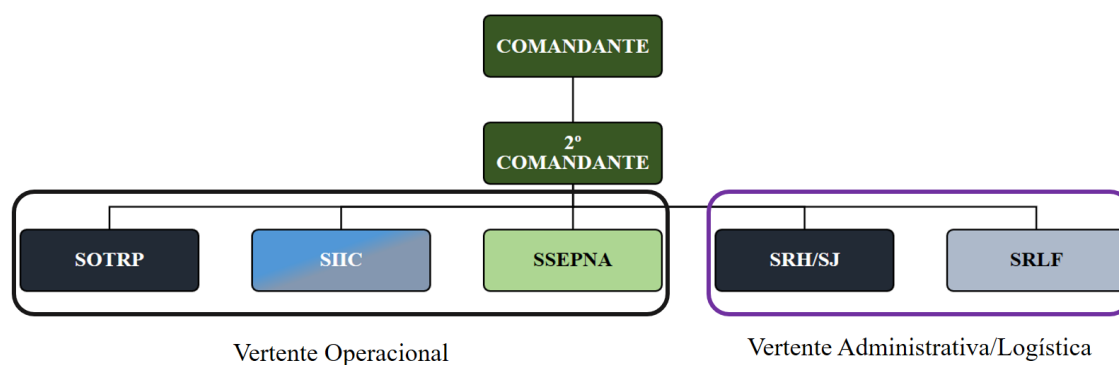 COMANDANTE
2º
COMANDANTE
SOTRP
SIIC
SSEPNA
SRH/SJ
SRLF
Vertente Operacional
Vertente Administrativa/Logística